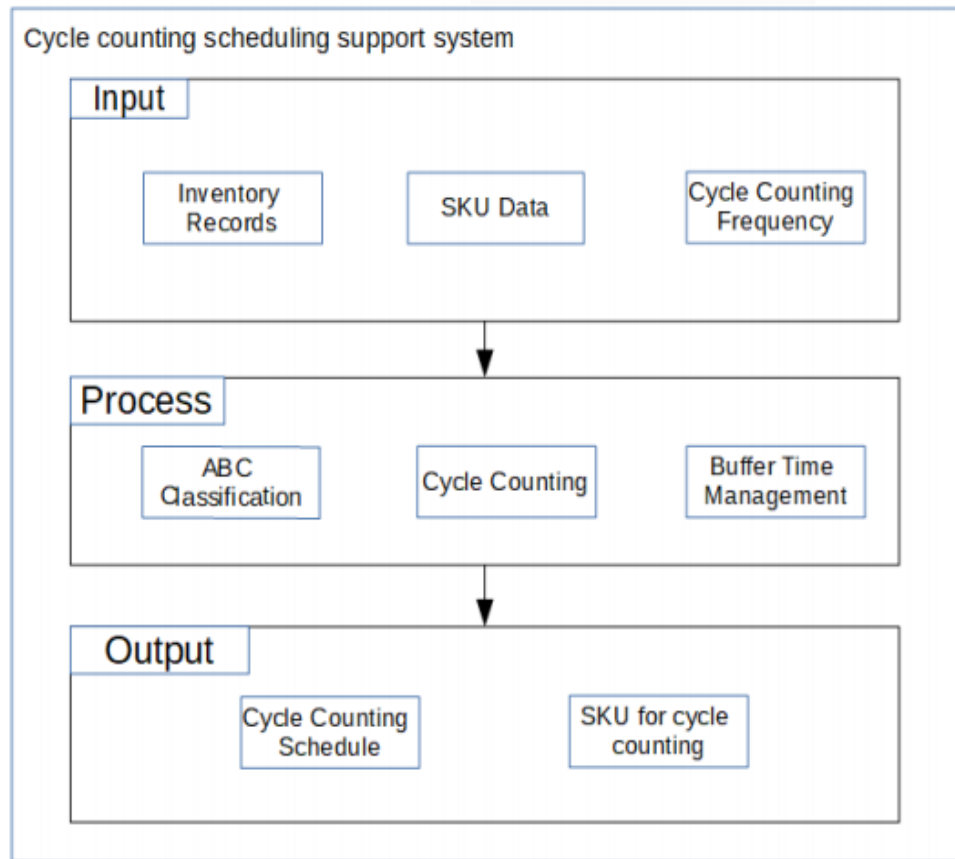 Cycle counting scheduling support system
Input
Inventory
Records
SKU Data
Cycle Counting
Frequency
Process
ABC
Classification
Cycle Counting
Buffer Time
Management
Output
Cycle Counting
Schedule
SKU for cycle
counting